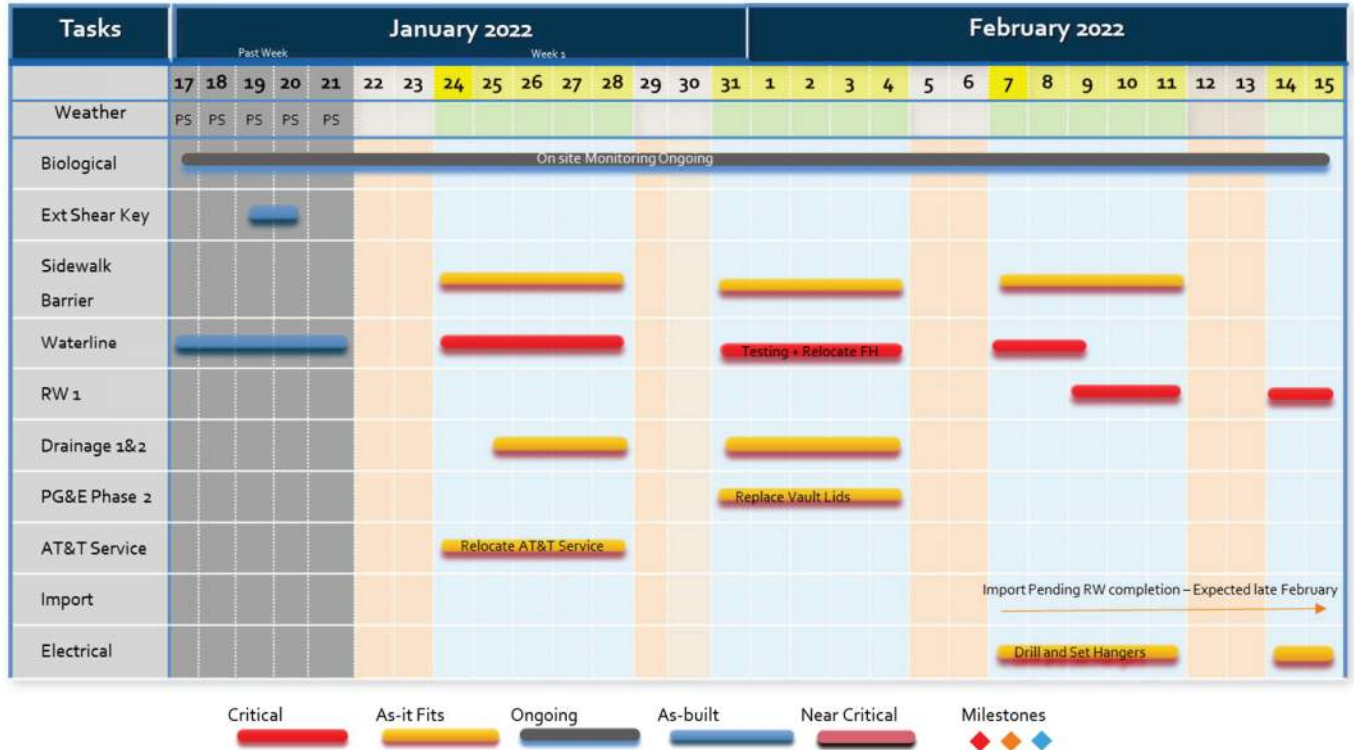 Tasks January 2022 February 2022
Past Week Week 1
17 18 19 20 21 22 23 24 25 26 27 28 29 30 31 1 2 3 4 5 6 7 8 9 10 11 12 13 14 15
Weather PS PS PS PS PS
Biological On site Monitoring Ongoing
Ext Shear Key
Sidewalk
Barrier
Waterline Testing + Relocate FH
RW 1
Drainage 1&2
PG&E Phase 2 Replace Vault Lids
AT&T Service Relocate AT&T Service
Import Import Pending RW completion – Expected late February
Electrical Drill and Set Hangers
Critical As-it Fits Ongoing As-built Near Critical Milestones